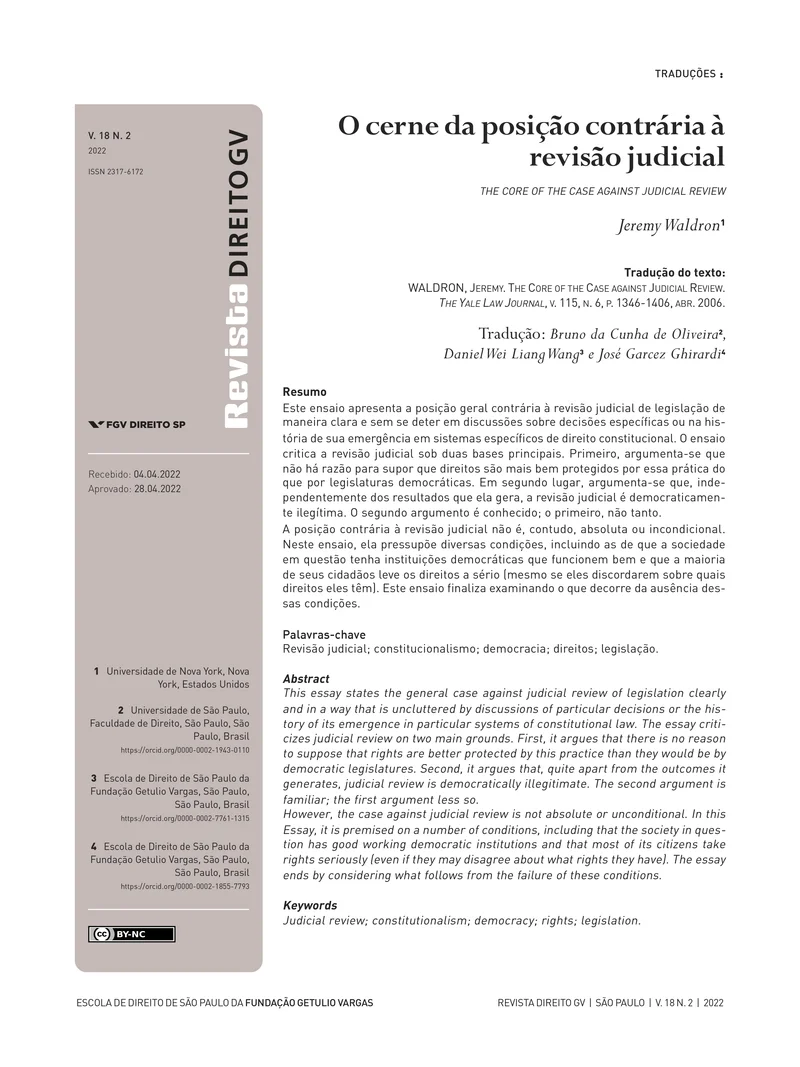 TRADUÇÕES :
V. 18 N. 2
2022
ISSN 2317-6172
Revista DIREITO GV
FGV DIREITO SP
Recebido: 04.04.2022
Aprovado: 28.04.2022
1 Universidade de Nova York, Nova
York, Estados Unidos
2 Universidade de São Paulo,
Faculdade de Direito, São Paulo, São
Paulo, Brasil
https://orcid.org/0000-0002-1943-0110
3 Escola de Direito de São Paulo da
Fundação Getulio Vargas, São Paulo,
São Paulo, Brasil
https://orcid.org/0000-0002-7761-1315
4 Escola de Direito de São Paulo da
Fundação Getulio Vargas, São Paulo,
São Paulo, Brasil
https://orcid.org/0000-0002-1855-7793
cc BY-NC
O cerne da posição contrária à
revisão judicial
THE CORE OF THE CASE AGAINST JUDICIAL REVIEW
Jeremy Waldron¹
Tradução do texto:
WALDRON, JEREMY. THE CORE OF THE CASE AGAINST JUDICIAL REVIEW.
THE YALE LAW JOURNAL, V. 115, N. 6, P. 1346-1406, ABR. 2006.
Tradução: Bruno da Cunha de Oliveira²,
Daniel Wei Liang Wang³ e José Garcez Ghirardi⁴
Resumo
Este ensaio apresenta a posição geral contrária à revisão judicial de legislação de
maneira clara e sem se deter em discussões sobre decisões específicas ou na his-
tória de sua emergência em sistemas específicos de direito constitucional. O ensaio
critica a revisão judicial sob duas bases principais. Primeiro, argumenta-se que
não há razão para supor que direitos são mais bem protegidos por essa prática do
que por legislaturas democráticas. Em segundo lugar, argumenta-se que, inde-
pendentemente dos resultados que ela gera, a revisão judicial é democraticamen-
te ilegítima. O segundo argumento é conhecido; o primeiro, não tanto.
A posição contrária à revisão judicial não é, contudo, absoluta ou incondicional.
Neste ensaio, ela pressupõe diversas condições, incluindo as de que a sociedade
em questão tenha instituições democráticas que funcionem bem e que a maioria
de seus cidadãos leve os direitos a sério (mesmo se eles discordarem sobre quais
direitos eles têm). Este ensaio finaliza examinando o que decorre da ausência des-
sas condições.
Palavras-chave
Revisão judicial; constitucionalismo; democracia; direitos; legislação.
Abstract
This essay states the general case against judicial review of legislation clearly
and in a way that is uncluttered by discussions of particular decisions or the his-
tory of its emergence in particular systems of constitutional law. The essay criti-
cizes judicial review on two main grounds. First, it argues that there is no reason
to suppose that rights are better protected by this practice than they would be by
democratic legislatures. Second, it argues that, quite apart from the outcomes it
generates, judicial review is democratically illegitimate. The second argument is
familiar; the first argument less so.
However, the case against judicial review is not absolute or unconditional. In this
Essay, it is premised on a number of conditions, including that the society in ques-
tion has good working democratic institutions and that most of its citizens take
rights seriously (even if they may disagree about what rights they have). The essay
ends by considering what follows from the failure of these conditions.
Keywords
Judicial review; constitutionalism; democracy; rights; legislation.
ESCOLA DE DIREITO DE SÃO PAULO DA FUNDAÇÃO GETULIO VARGAS
REVISTA DIREITO GV | SÃO PAULO | V. 18 N. 2 | 2022